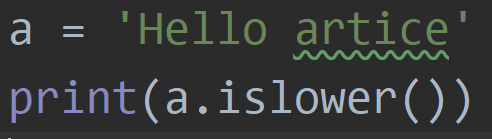 a = 'Hello artice'
print(a.islower())